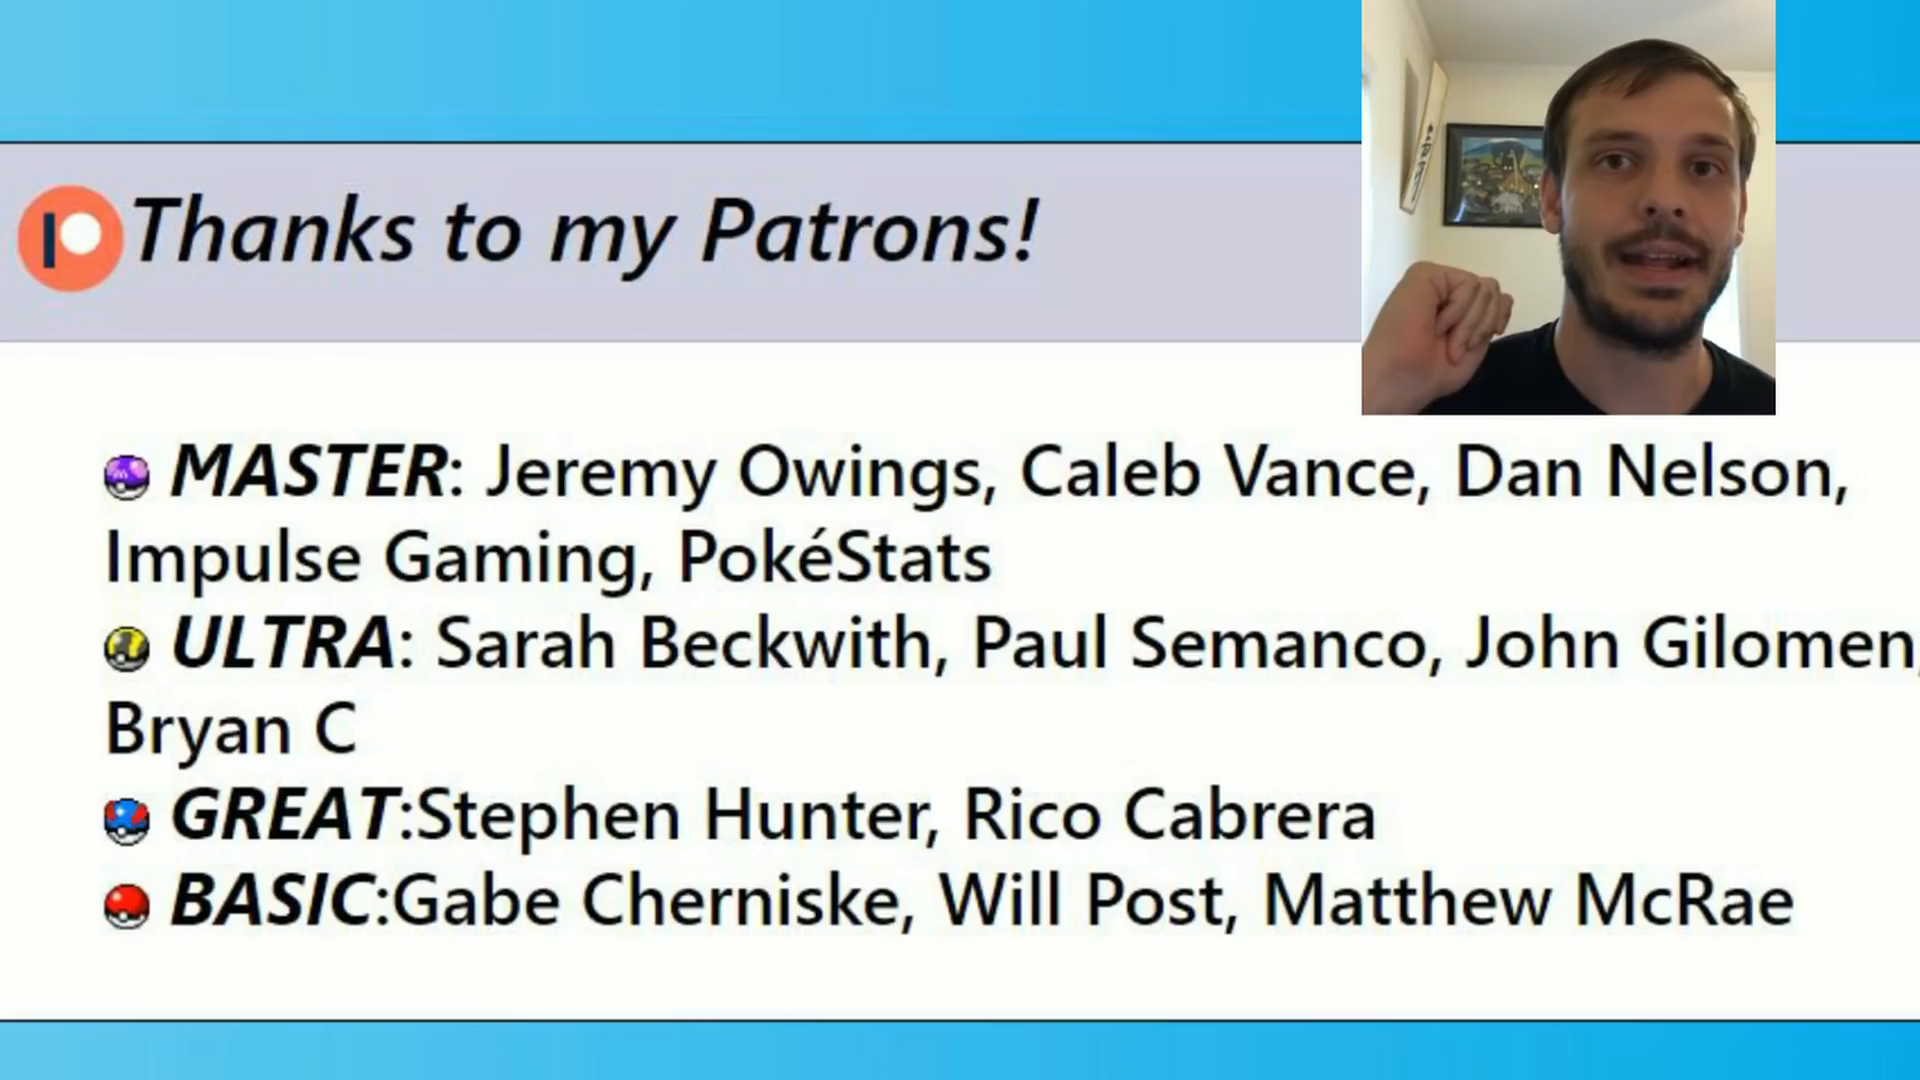 Thanks to my Patrons!
MASTER: Jeremy Owings, Caleb Vance, Dan Nelson,
Impulse Gaming, PokéStats
ULTRA: Sarah Beckwith, Paul Semanco, John Gilomen,
Bryan C
GREAT:Stephen Hunter, Rico Cabrera
BASIC:Gabe Cherniske, Will Post, Matthew McRae